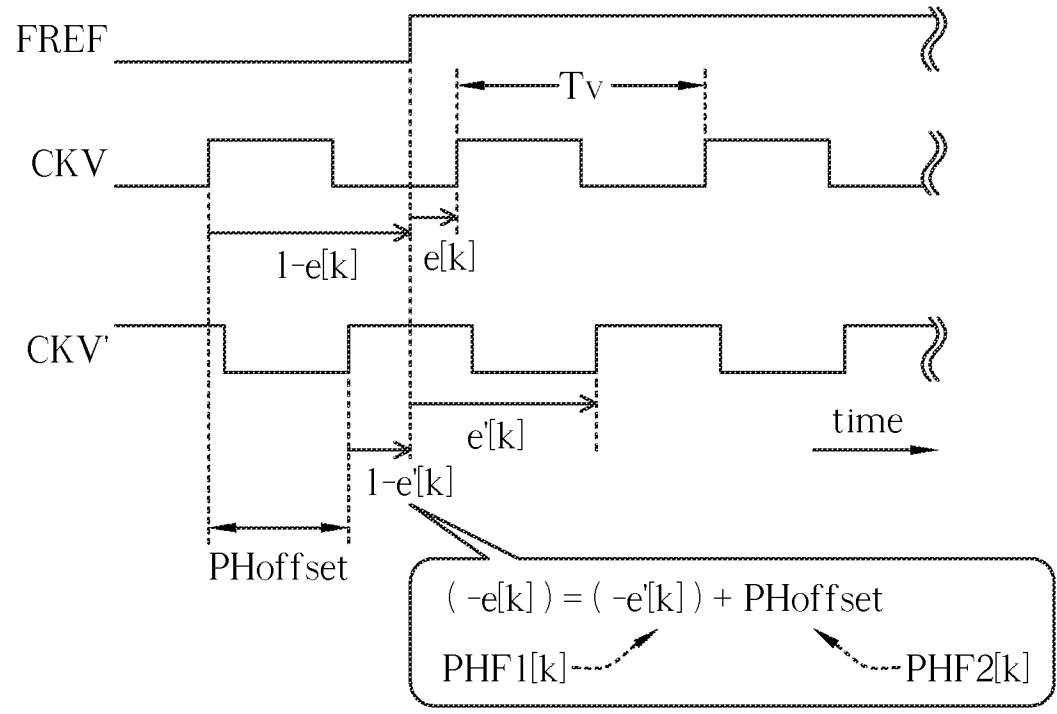 FREF
TV
CKV
e[k]
1-e[k]
CKV'
e'[k]
time
1-e'[k]
PHoffset
( -e[k] ) = ( -e'[k] ) + PHoffset
PHF1[k]
PHF2[k]